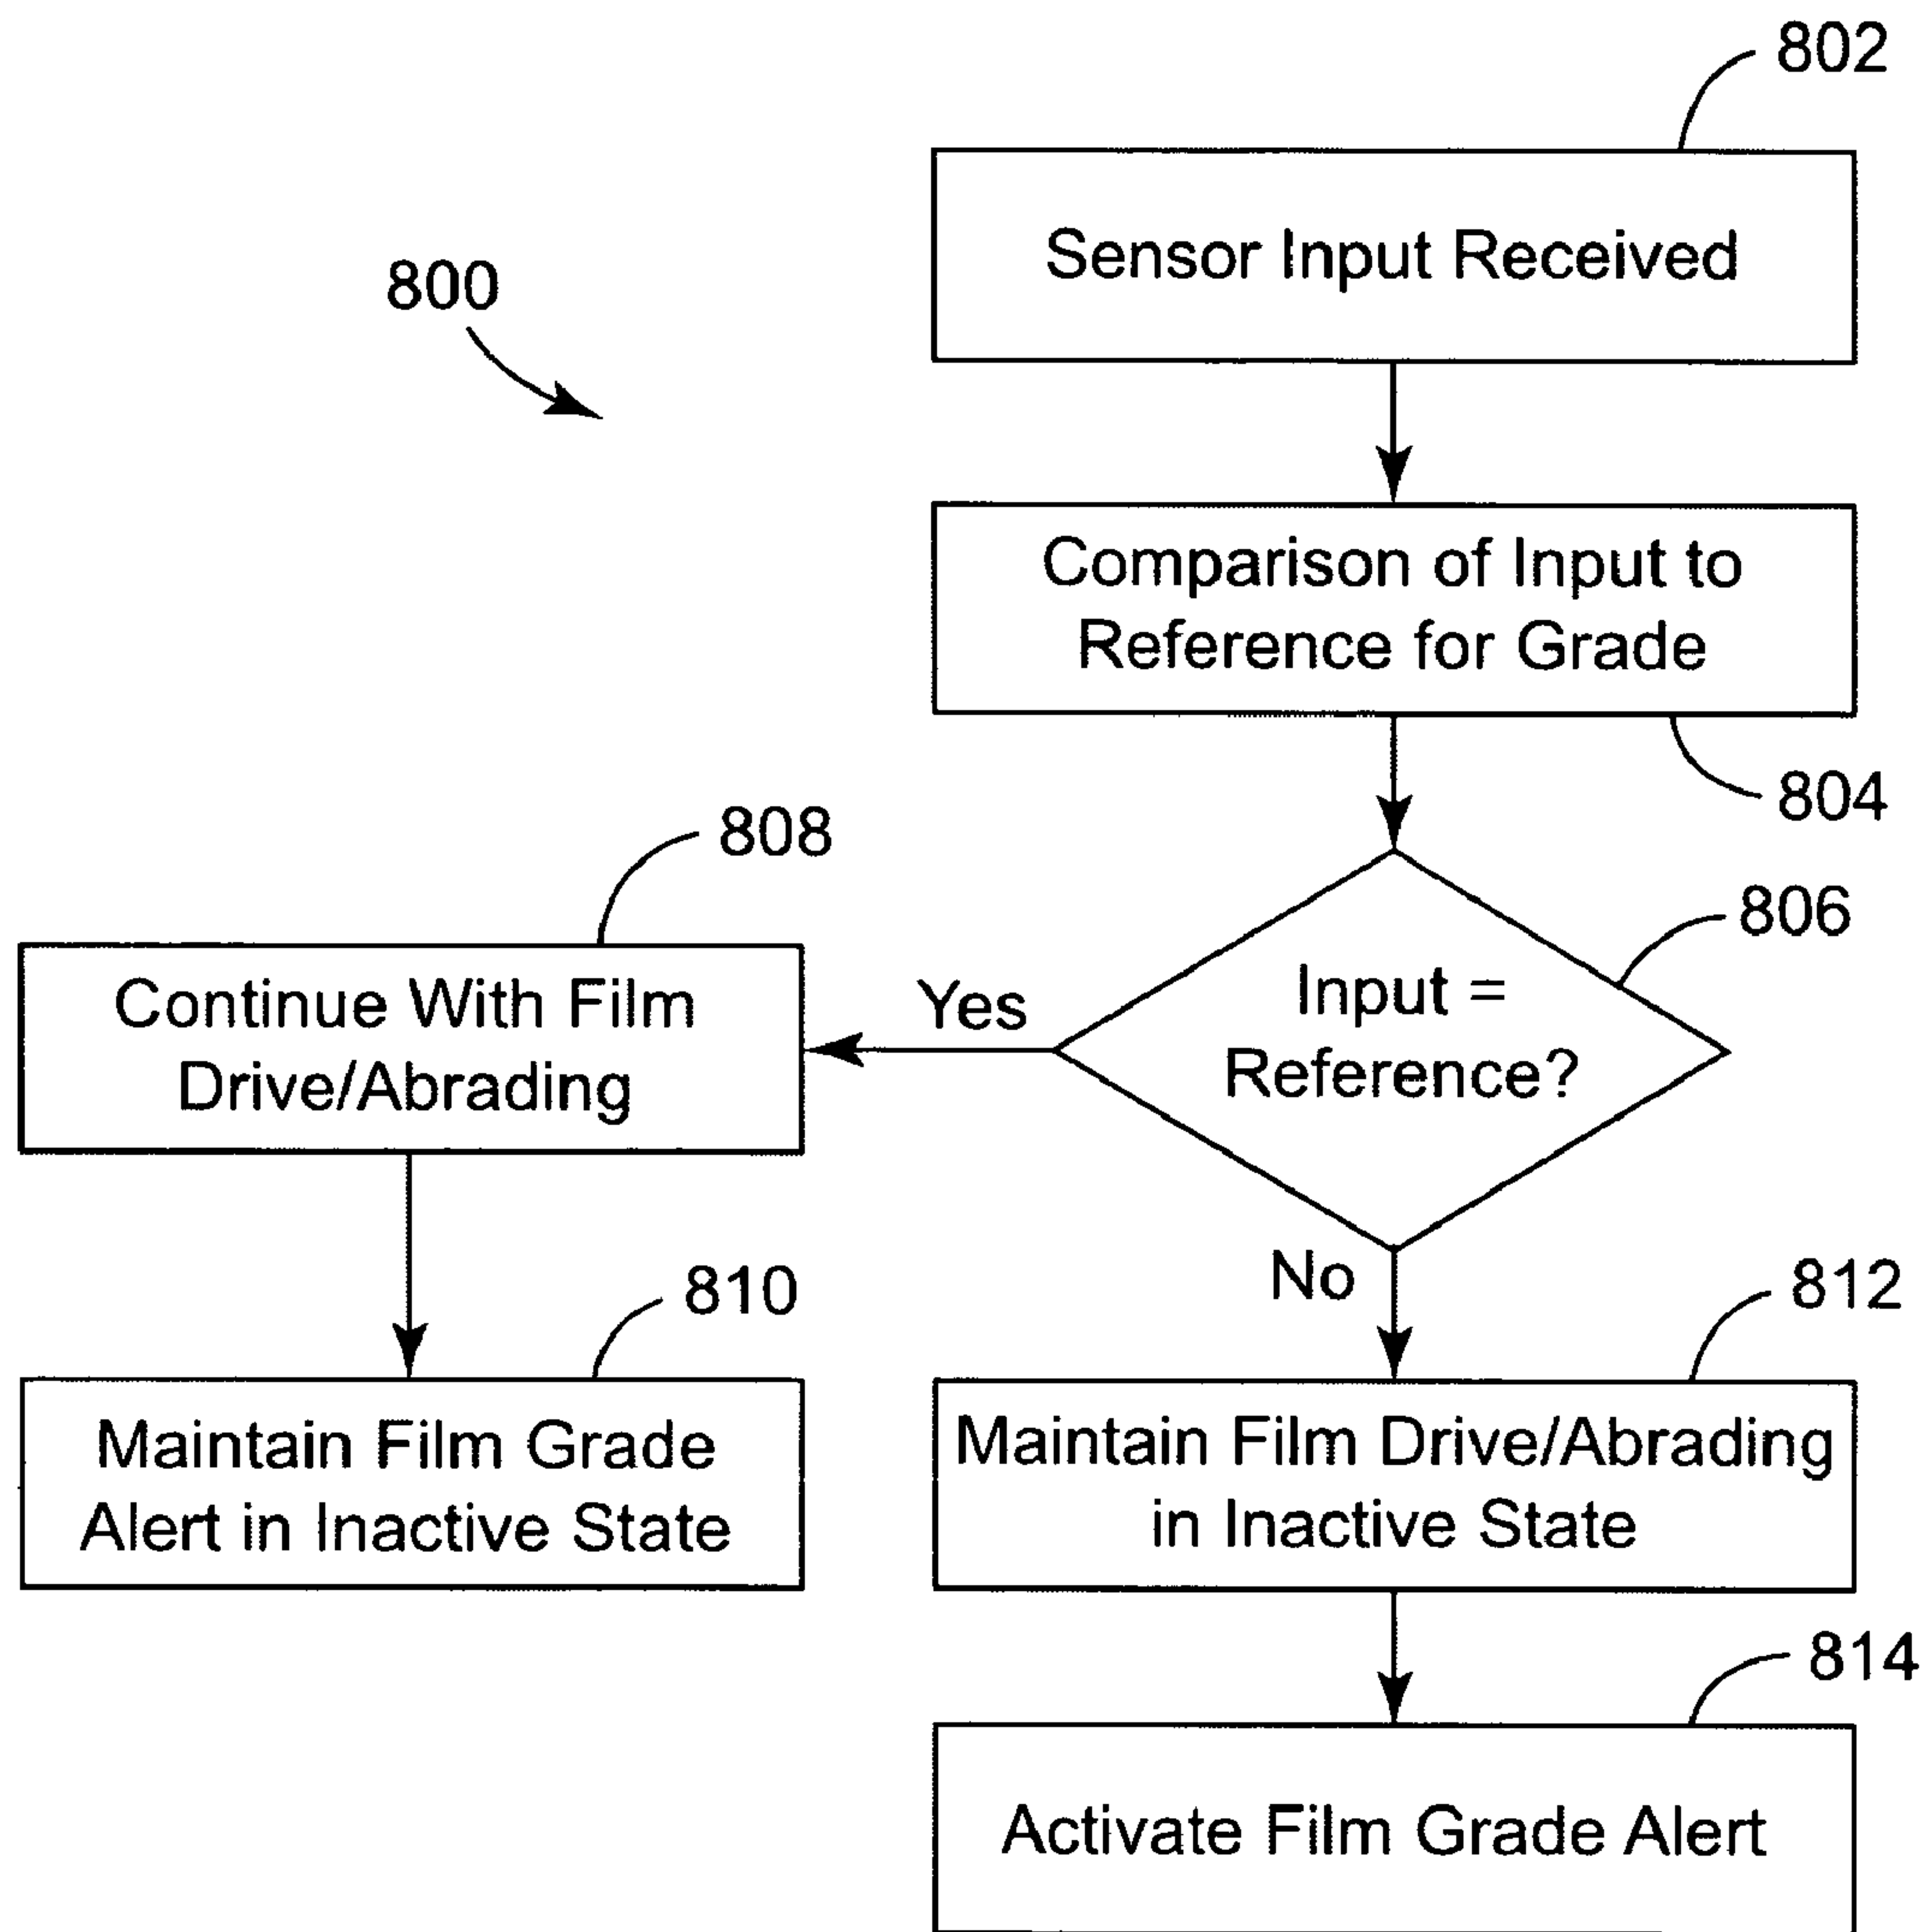 802
Sensor Input Received
800
Comparison of Input to
Reference for Grade
804
808
806
Continue With Film
Drive/Abrading
Yes
Input =
Reference?
No
810
812
Maintain Film Grade
Alert in Inactive State
Maintain Film Drive/Abrading
in Inactive State
814
Activate Film Grade Alert